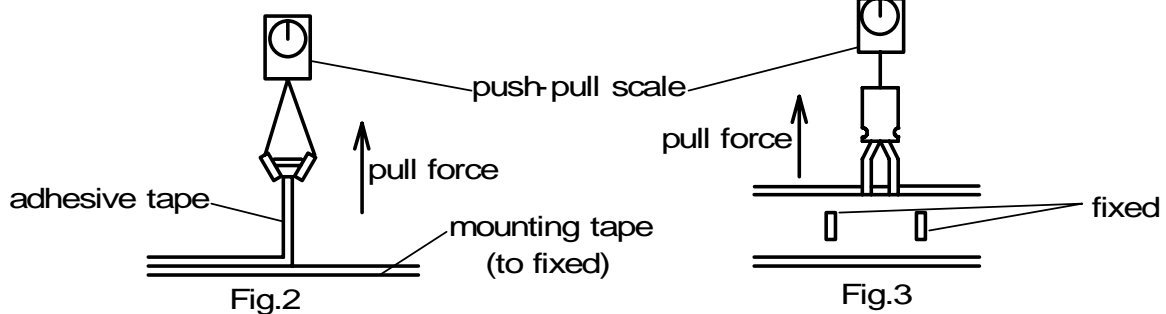 push-pull scale
pull force
adhesive tape
mounting tape
(to fixed)
Fig.2
pull force
fixed
Fig.3